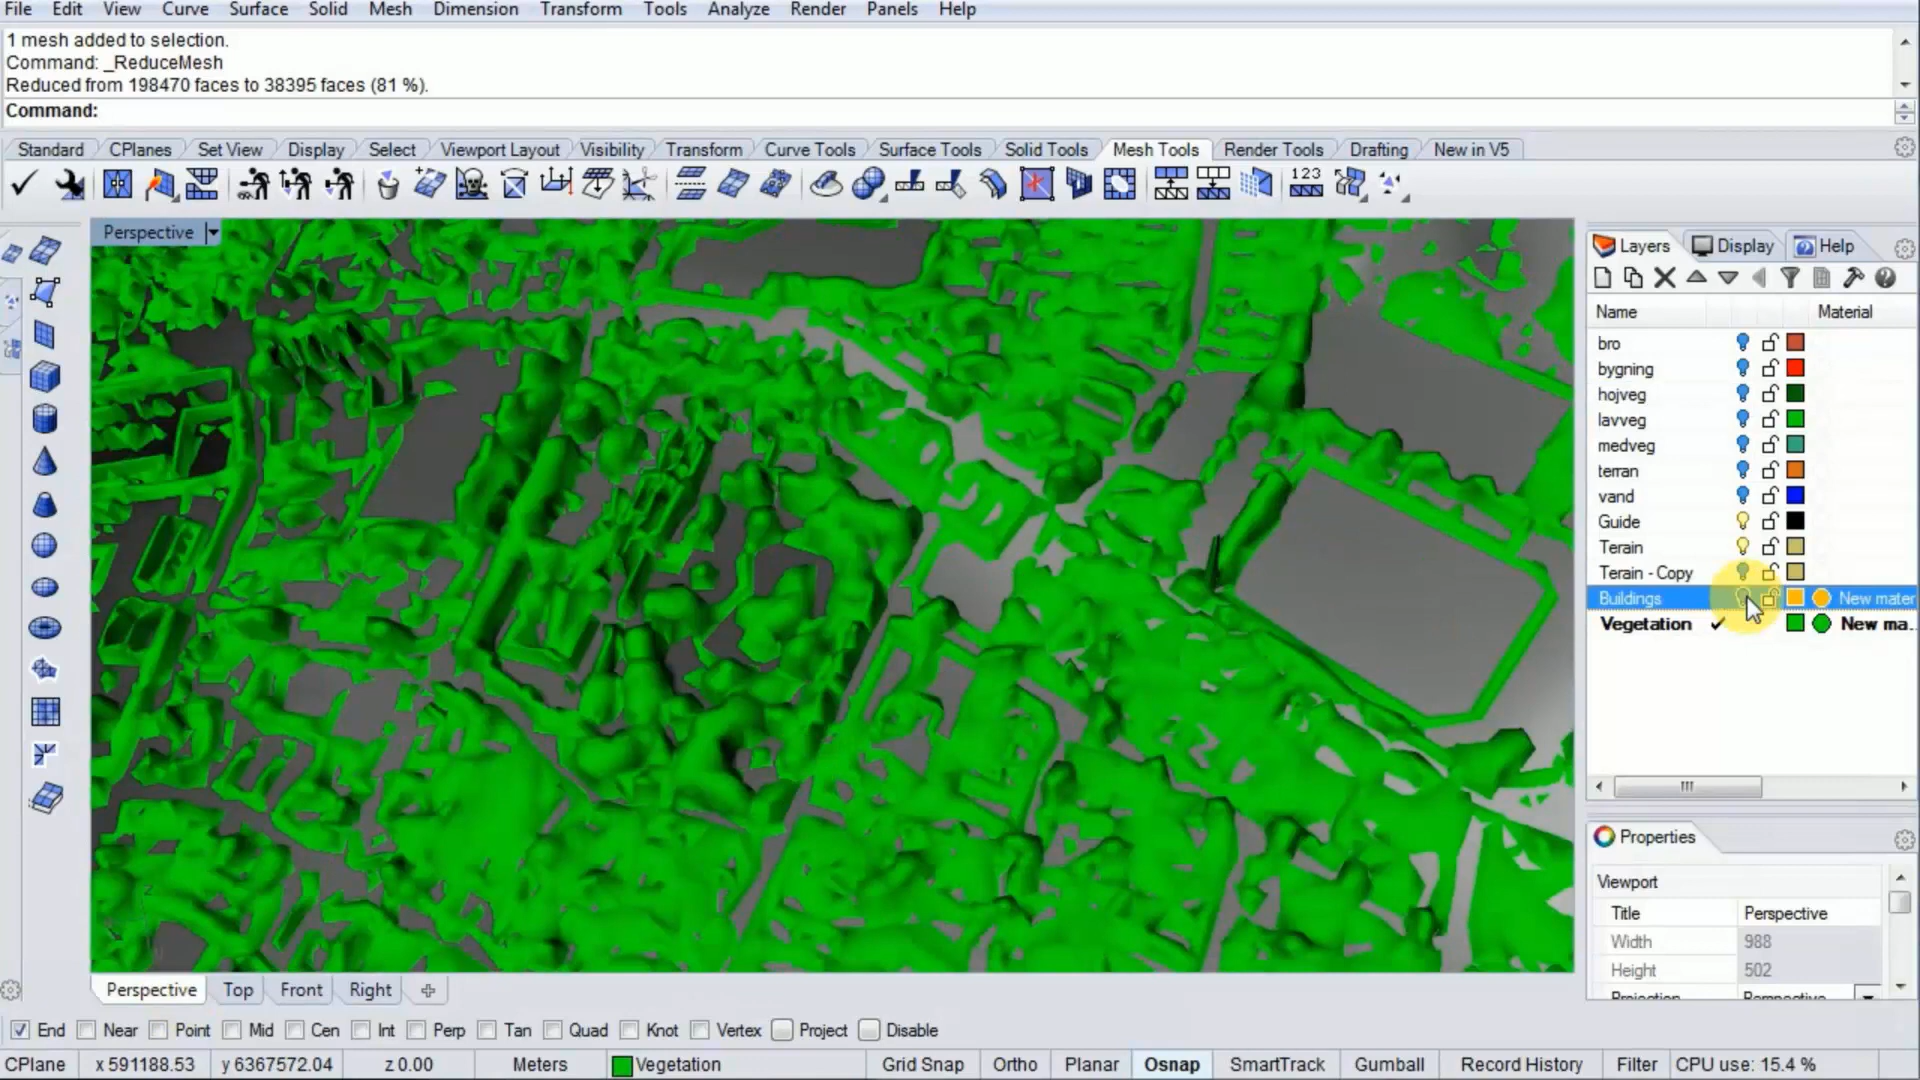 File Edit View Curve Surface Solid Mesh Dimension Transform Tools Analyze Render Panels Help
1 mesh added to selection.
Command: _ReduceMesh
Reduced from 198470 faces to 38395 faces (81 %).
Command:
Standard CPlanes Set View Display Select Viewport Layout Visibility Transform Curve Tools Surface Tools Solid Tools Mesh Tools Render Tools Drafting New in V5
123
Perspective
Layers Display Help
Name Material
bro
bygning
hojveg
lavveg
medveg
terran
vand
Guide
Terain
Terain - Copy
Buildings New mater
Vegetation New ma...
Properties
Viewport
Title Perspective
Width 988
Height 502
Projection Perspective
Perspective Top Front Right
End Near Point Mid Cen Int Perp Tan Quad Knot Vertex Project Disable
CPlane x 591188.53 y 6367572.04 z 0.00 Meters Vegetation Grid Snap Ortho Planar Osnap SmartTrack Gumball Record History Filter CPU use: 15.4 %